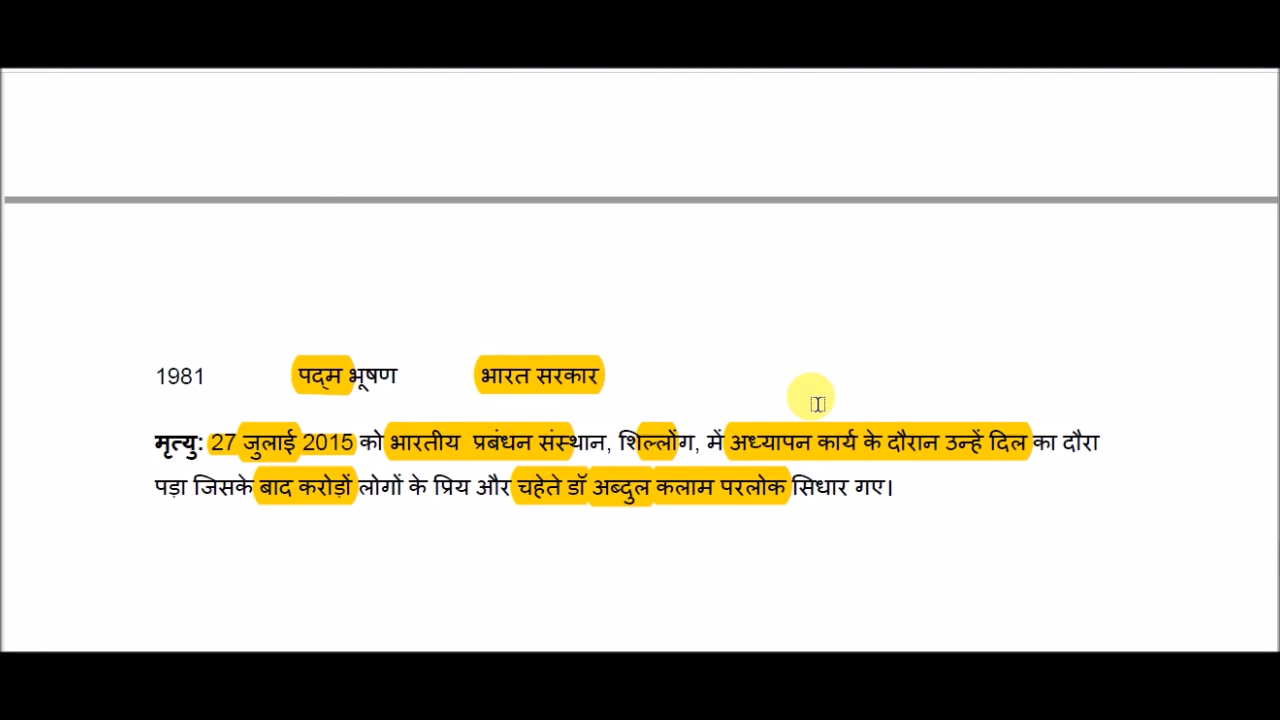 1981 पद्म भूषण भारत सरकार
मृत्यु: 27 जुलाई 2015 को भारतीय प्रबंधन संस्थान, शिल्लोंग, में अध्यापन कार्य के दौरान उन्हें दिल का दौरा
पड़ा जिसके बाद करोड़ों लोगों के प्रिय और चहेते डॉ अब्दुल कलाम परलोक सिधार गए।